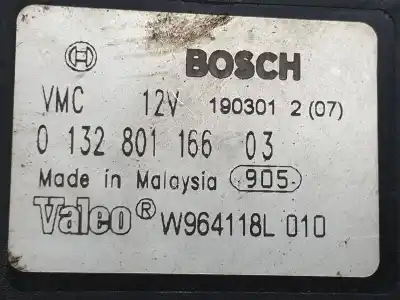 BOSCH
VMC 12V 190301 2 (07)
0 132 801 166 03
Made in Malaysia 905
Valeo® W964118L 010